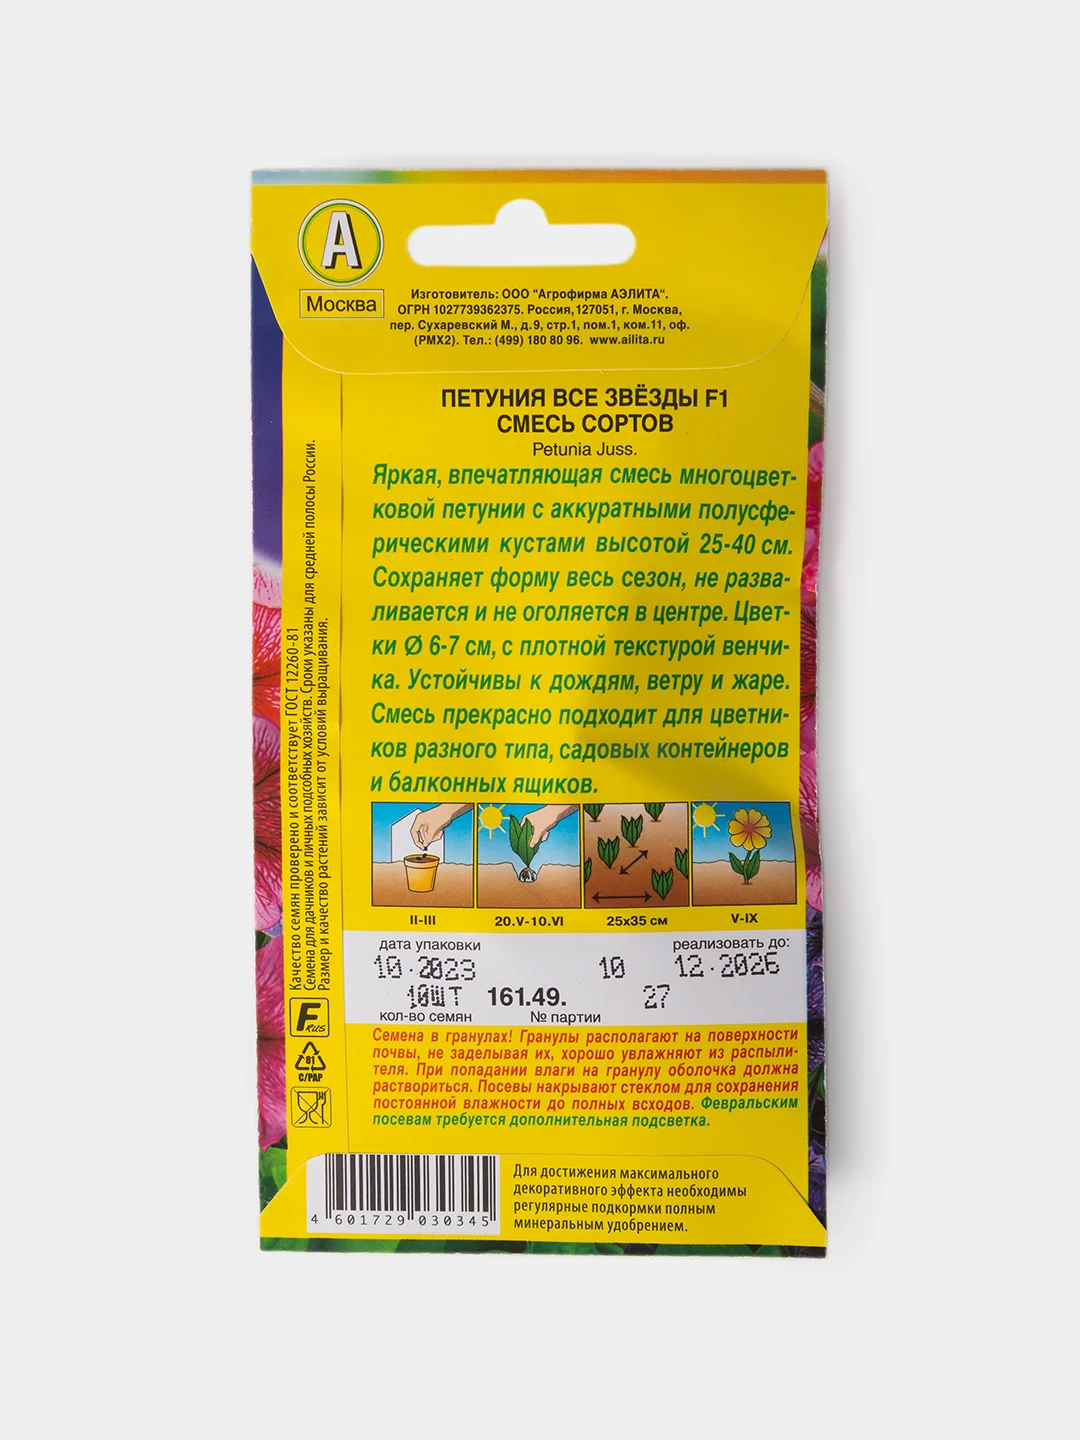 А
Москва
Изготовитель: ООО “Агрофирма АЭЛИТА“.
ОГРН 1027739362375. Россия,127051, г. Москва,
пер. Сухаревский М., д.9, стр.1, пом.1, ком.11, оф.
(РМХ2). Тел.: (499) 180 80 96. www.ailita.ru
ПЕТУНИЯ ВСЕ ЗВЁЗДЫ F1
СМЕСЬ СОРТОВ
Petunia Juss.
Яркая, впечатляющая смесь многоцвет-
ковой петунии с аккуратными полусфе-
рическими кустами высотой 25-40 см.
Сохраняет форму весь сезон, не разва-
ливается и не оголяется в центре. Цвет-
ки Ø 6-7 см, с плотной текстурой венчи-
ка. Устойчивы к дождям, ветру и жаре.
Смесь прекрасно подходит для цветни-
ков разного типа, садовых контейнеров
и балконных ящиков.
II-III
20.V-10.VI
25х35 см
V-IX
дата упаковки
реализовать до:
10.2023
10
12.2026
10ШТ
161.49.
27
кол-во семян
№ партии
Семена в гранулах! Гранулы располагают на поверхности
почвы, не заделывая их, хорошо увлажняют из распыли-
теля. При попадании влаги на гранулу оболочка должна
раствориться. Посевы накрывают стеклом для сохранения
постоянной влажности до полных всходов. Февральским
посевам требуется дополнительная подсветка.
Качество семян проверено и соответствует ГОСТ 12260-81
Семена для дачников и личных подсобных хозяйств. Сроки указаны для средней полосы России.
Размер и качество растений зависит от условий выращивания.
F RUS
81
C/PAP
4 601729 030345
Для достижения максимального
декоративного эффекта необходимы
регулярные подкормки полным
минеральным удобрением.